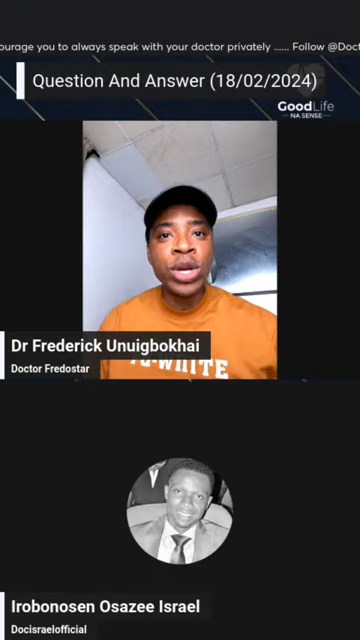 ourage you to always speak with your doctor privately ...... Follow @Doct
Question And Answer (18/02/2024)
GoodLife
NA SENSE
Dr Frederick Unuigbokhai
Doctor Fredostar
WHITE
Irobonosen Osazee Israel
Docisraelofficial